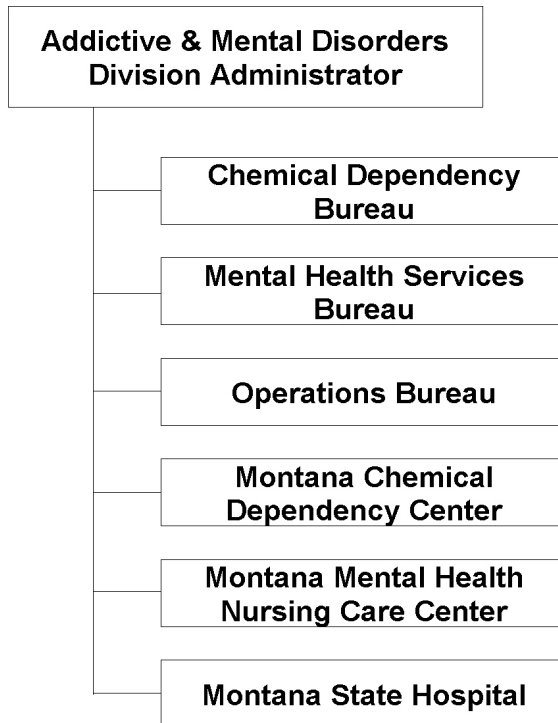 Addictive & Mental Disorders
Division Administrator
Chemical Dependency
Bureau
Mental Health Services
Bureau
Operations Bureau
Montana Chemical
Dependency Center
Montana Mental Health
Nursing Care Center
Montana State Hospital